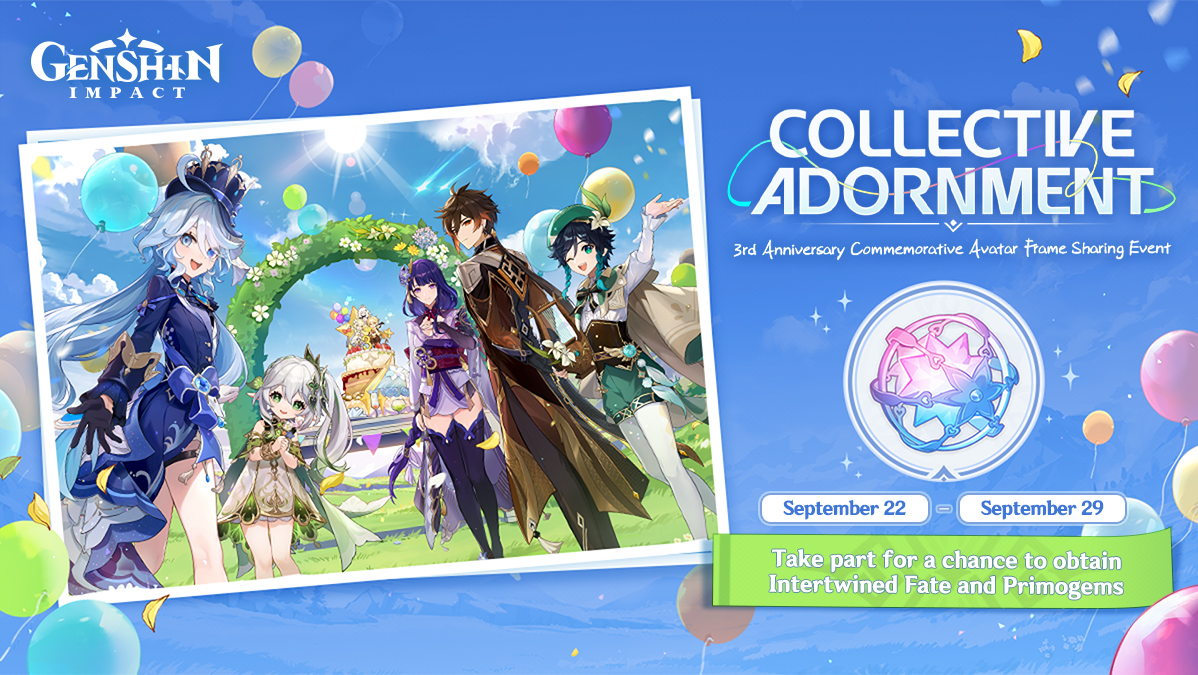 GENSHIN
IMPACT
COLLECTIVE
ADORNMENT
3rd Anniversary Commemorative Avatar Frame Sharing Event
September 22 – September 29
Take part for a chance to obtain
Intertwined Fate and Primogems